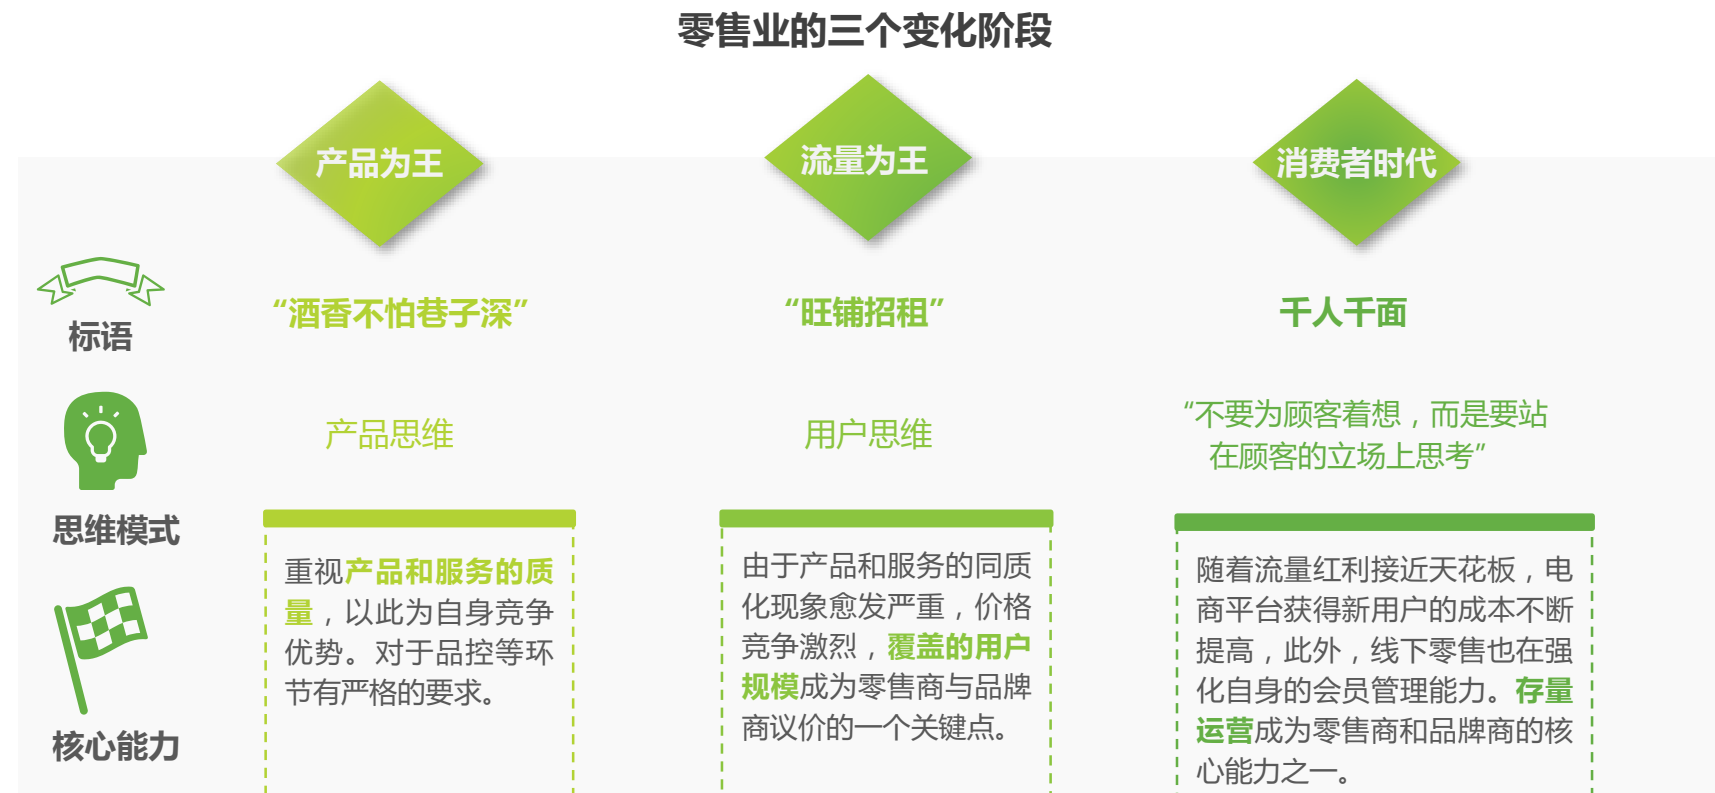 零售业的三个变化阶段
产品为王
流量为王
消费者时代
标语
“酒香不怕巷子深”
“旺铺招租”
千人千面
思维模式
产品思维
用户思维
“不要为顾客着想，而是要站
在顾客的立场上思考”
核心能力
重视产品和服务的质
量，以此为自身竞争
优势。对于品控等环
节有严格的要求。
由于产品和服务的同质
化现象愈发严重，价格
竞争激烈，覆盖的用户
规模成为零售商与品牌
商议价的一个关键点。
随着流量红利接近天花板，电
商平台获得新用户的成本不断
提高，此外，线下零售也在强
化自身的会员管理能力。存量
运营成为零售商和品牌商的核
心能力之一。